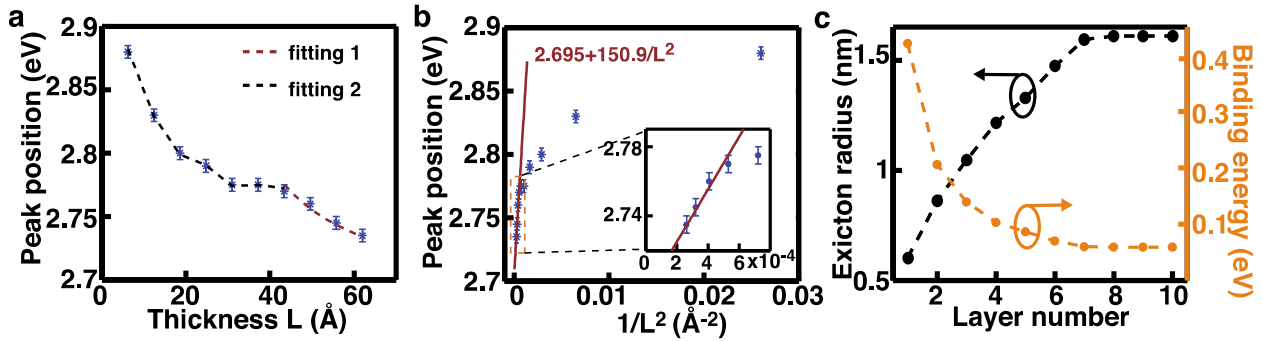 a
2.9
2.85
2.8
2.75
2.7
Peak position (eV)
0
20
40
60
Thickness L (Å)
fitting 1
fitting 2
b
2.9
2.85
2.8
2.75
2.7
Peak position (eV)
0
0.01
0.02
0.03
1/L² (Å⁻²)
2.695+150.9/L²
2.78
2.74
0
2
4
6
x10⁻⁴
c
1.5
1
0.5
Exicton radius (nm)
2
4
6
8
10
Layer number
0.4
0.3
0.2
0.1
Binding energy (eV)